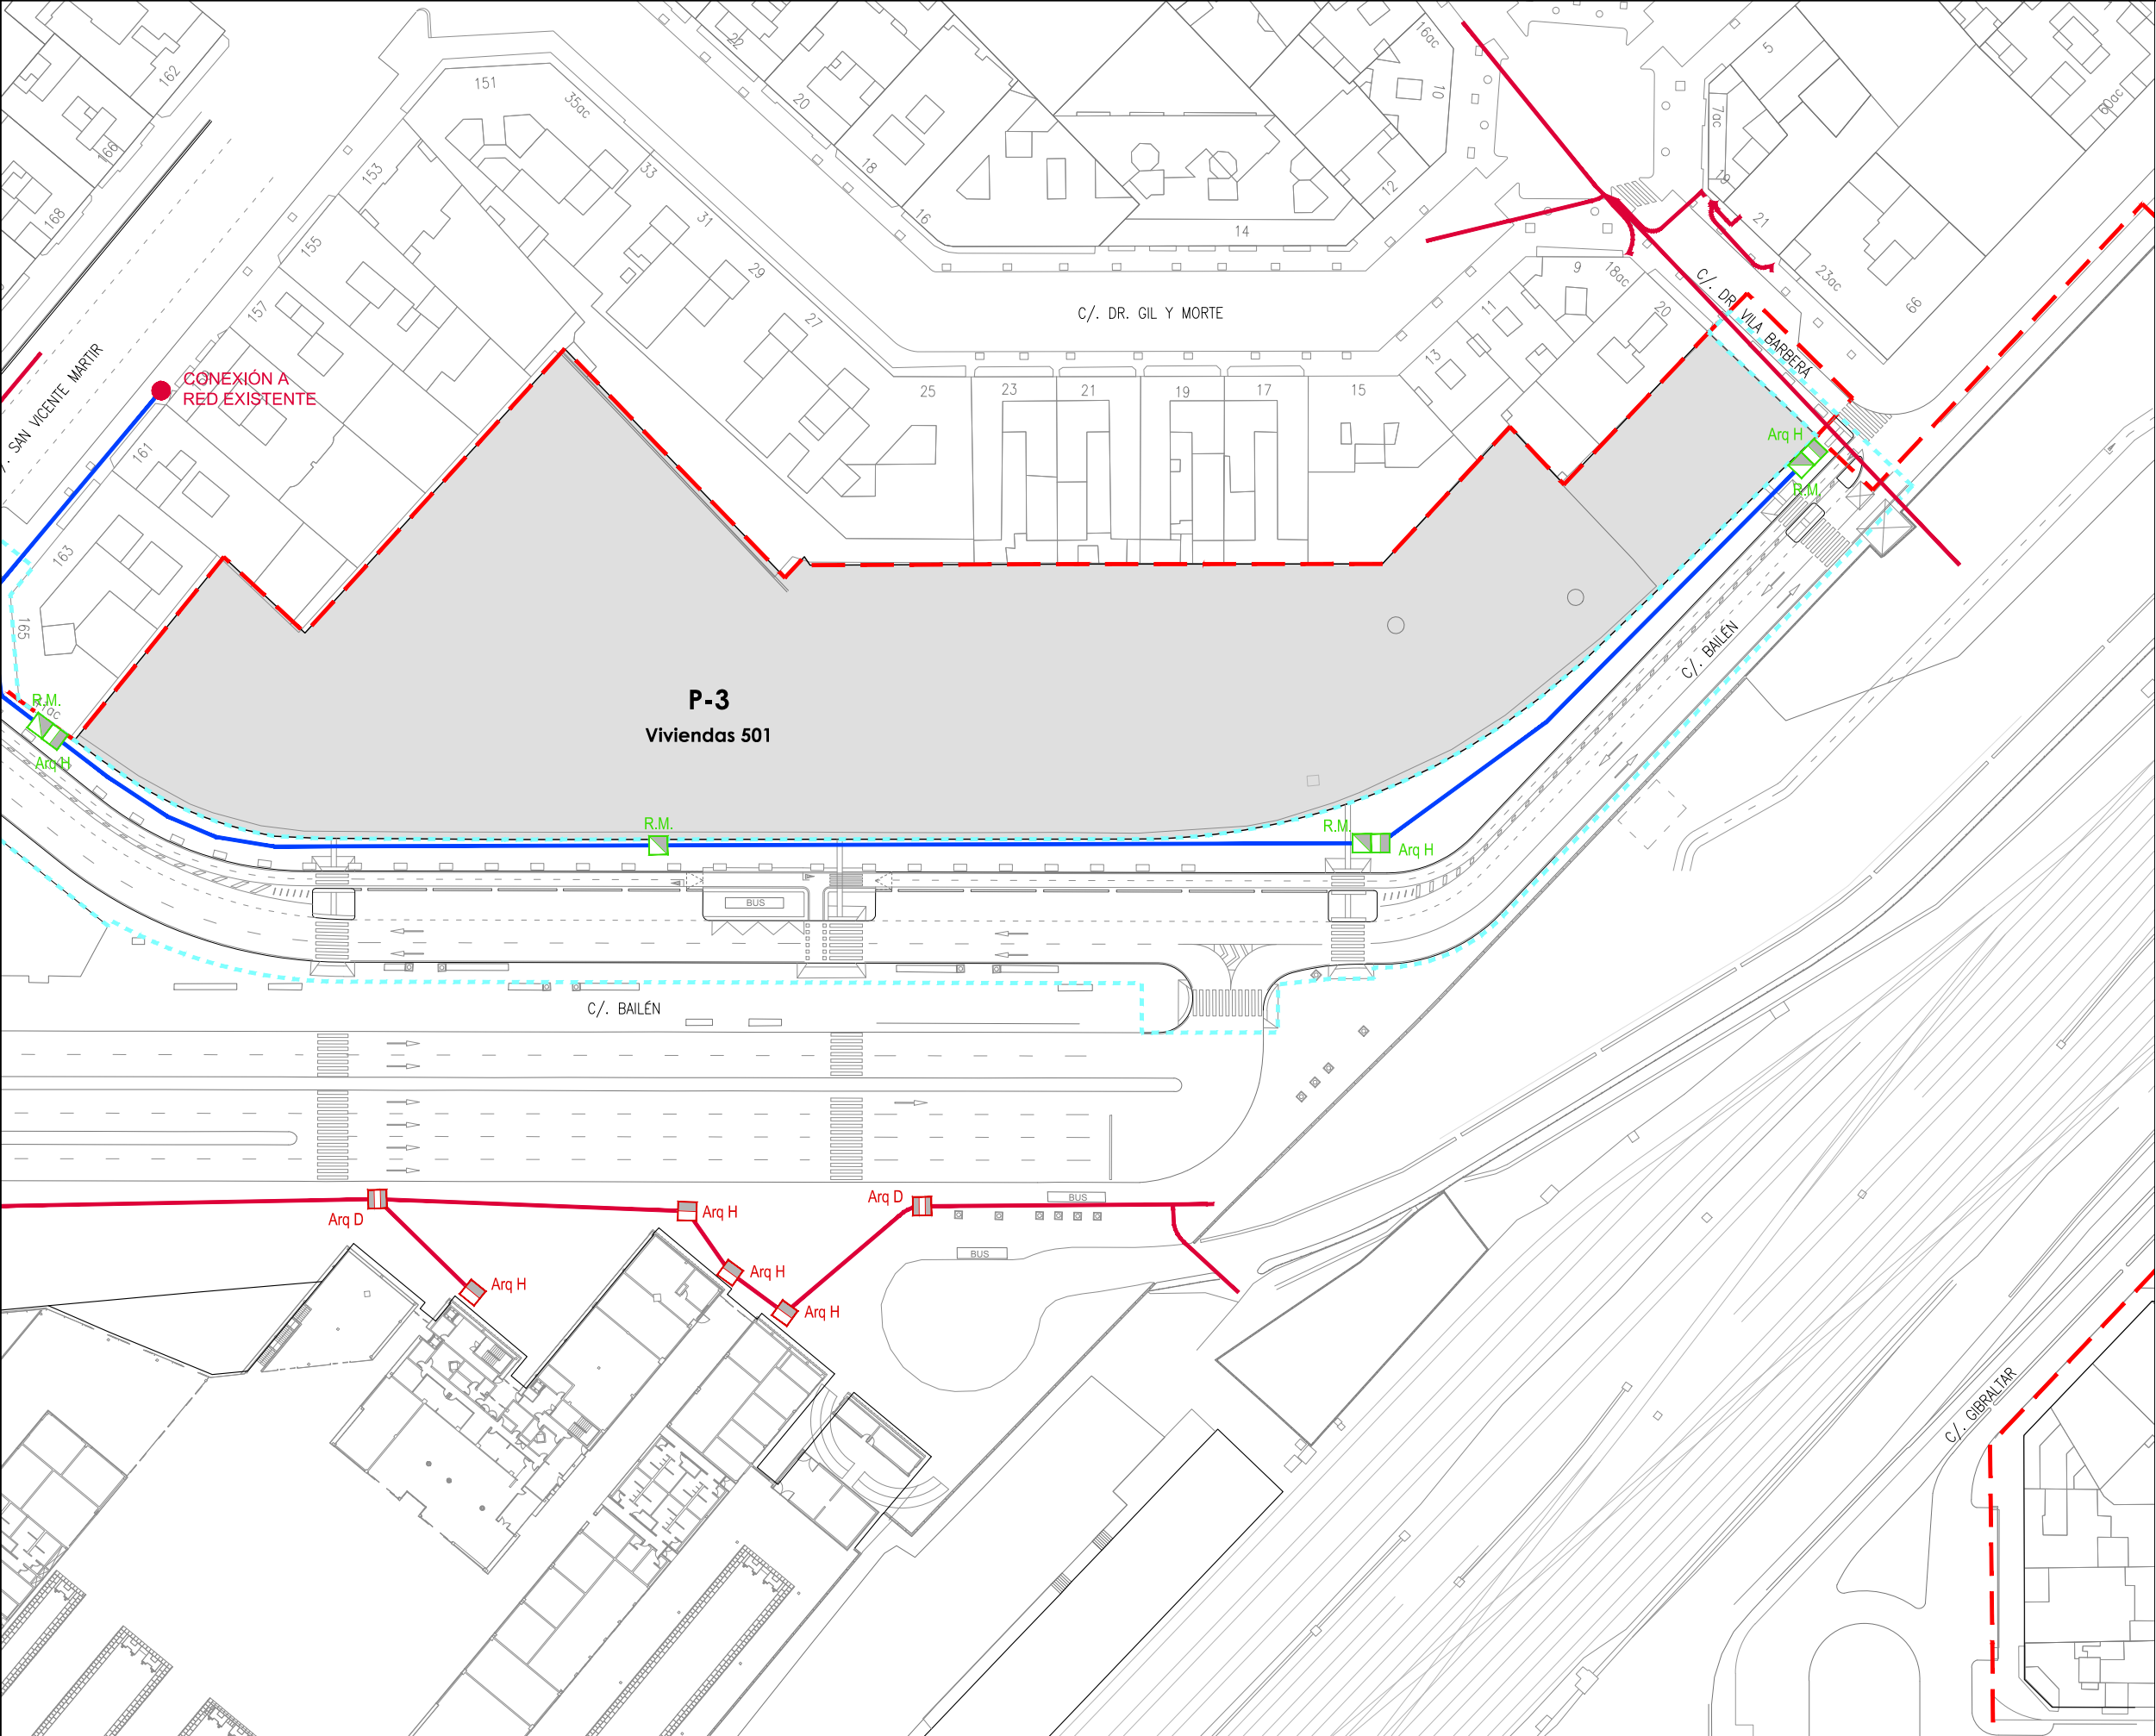 162
166
168
151
35ac
153
155
157
161
163
165
33
31
29
27
25
23
21
19
17
15
22
20
18
16
14
12
10
16ac
13
11
9
18ac
20
5
7ac
19
21
23ac
66
60ac
C/. DR. GIL Y MORTE
C/. DR. VILA BARBERÁ
SAN VICENTE MARTIR
CONEXIÓN A
RED EXISTENTE
Arq H
R.M.
C/. BAILÉN
P-3
Viviendas 501
R.M.
Arq H
R.M.
R.M.
Arq H
BUS
C/. BAILÉN
Arq D
Arq H
Arq D
BUS
BUS
Arq H
Arq H
Arq H
C/. GIBRALTAR